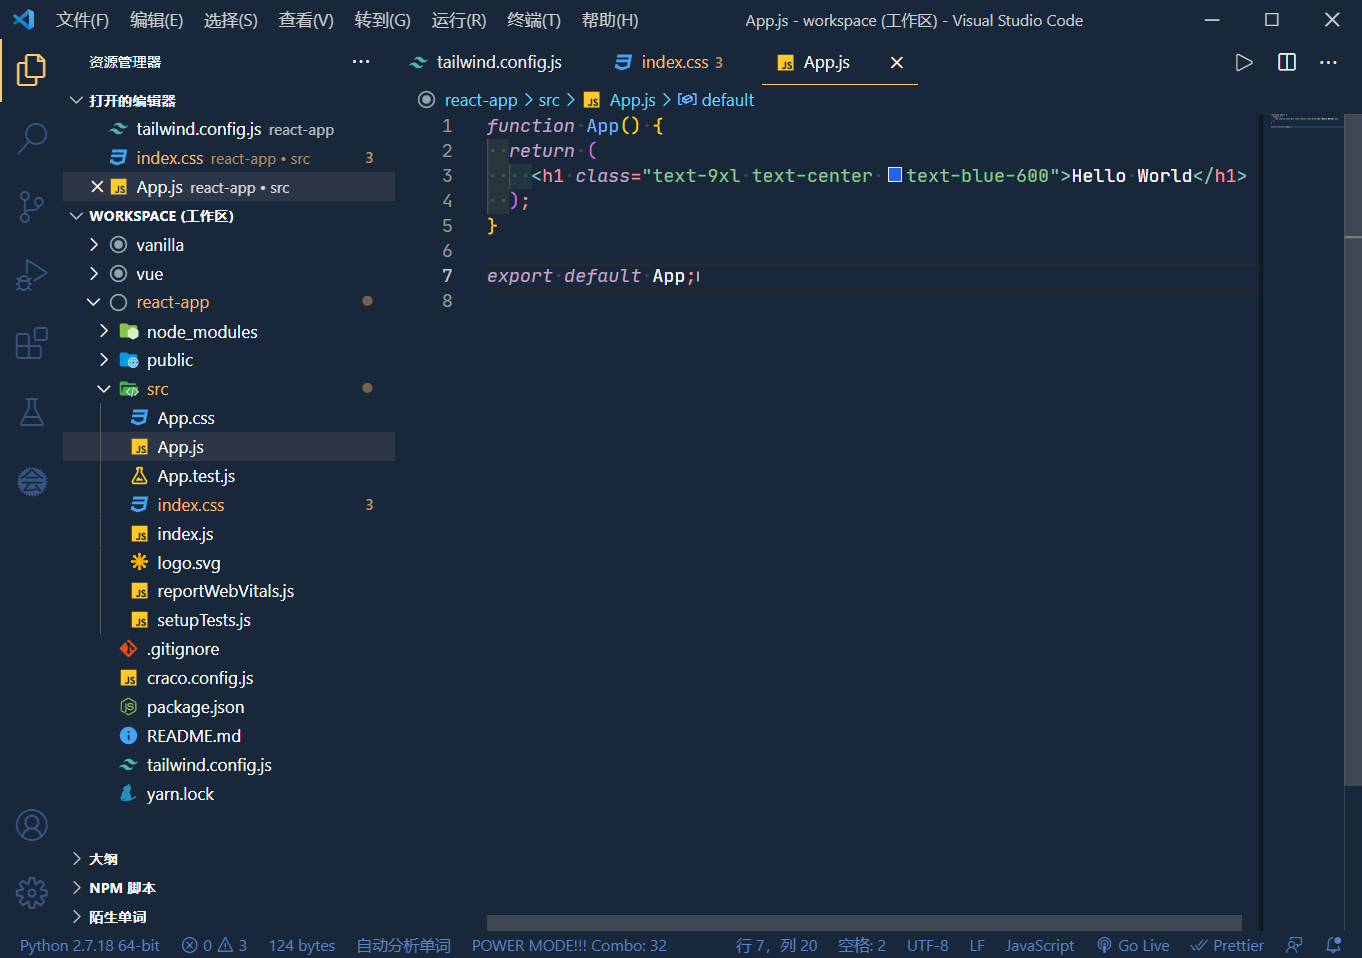 文件(F) 编辑(E) 选择(S) 查看(V) 转到(G) 运行(R) 终端(T) 帮助(H) App.js - workspace (工作区) - Visual Studio Code
资源管理器
打开的编辑器
tailwind.config.js react-app
index.css react-app • src 3
JS App.js react-app • src
WORKSPACE (工作区)
vanilla
vue
react-app
node_modules
public
src
App.css
JS App.js
App.test.js
index.css 3
JS index.js
logo.svg
JS reportWebVitals.js
JS setupTests.js
.gitignore
JS craco.config.js
JS package.json
README.md
tailwind.config.js
yarn.lock
大纲
NPM 脚本
陌生单词
tailwind.config.js index.css 3 JS App.js
react-app > src > JS App.js > default
1 function App() {
2 return (
3 <h1 class="text-9xl text-center text-blue-600">Hello World</h1>
4 );
5 }
6
7 export default App;
8
Python 2.7.18 64-bit 0 3 124 bytes 自动分析单词 POWER MODE!!! Combo: 32 行 7，列 20 空格: 2 UTF-8 LF JavaScript Go Live Prettier